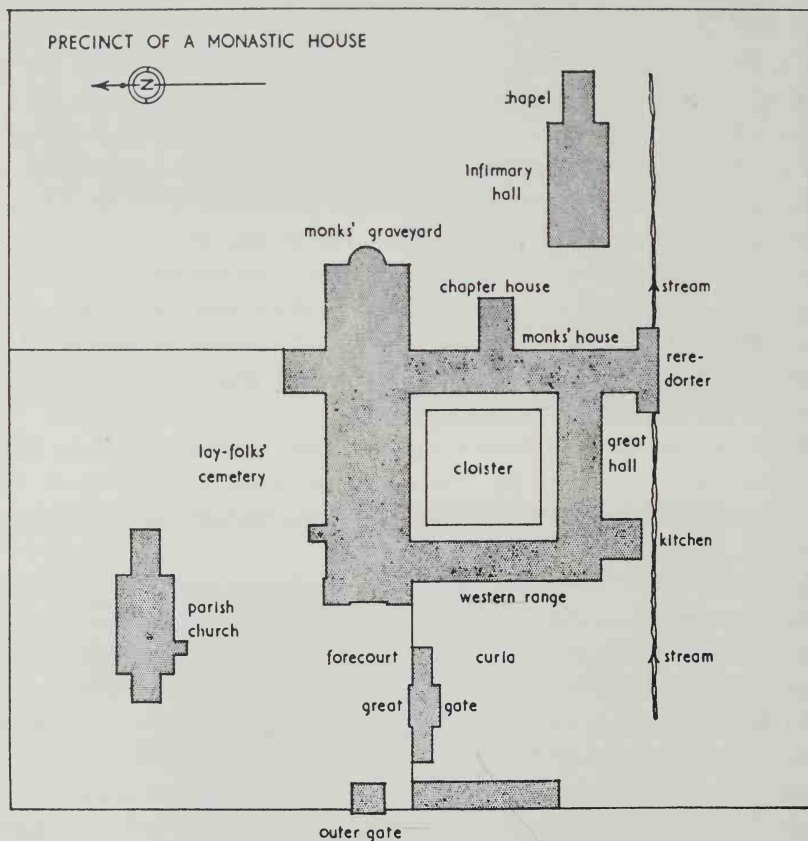 PRECINCT OF A MONASTIC HOUSE
N
chapel
infirmary
hall
monks' graveyard
chapter house
stream
monks' house
rere-
dorter
lay-folks'
cemetery
cloister
great
hall
kitchen
western range
parish
church
forecourt
curia
stream
great gate
outer gate